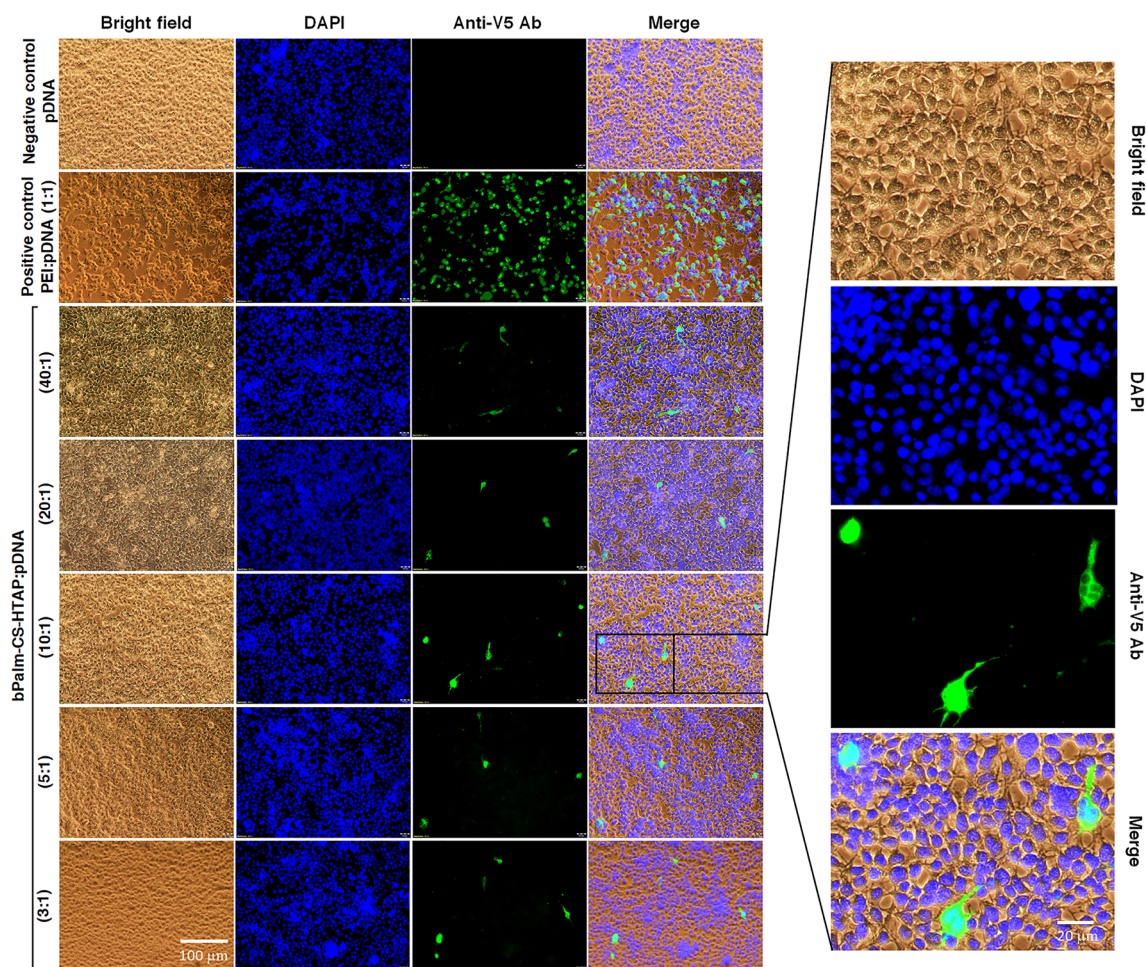 Bright field DAPI Anti-V5 Ab Merge
Negative control
pDNA
Positive control
PEI:pDNA (1:1)
bPalm-CS-HTAP:pDNA
(40:1)
(20:1)
(10:1)
(5:1)
(3:1)
100 µm
Bright field
DAPI
Anti-V5 Ab
Merge
20 µm